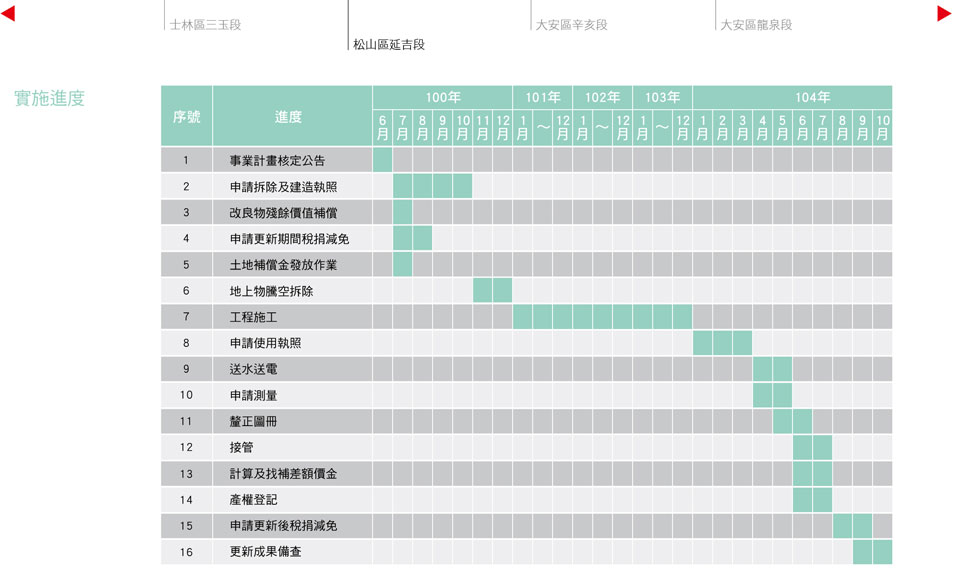 士林區三玉段
松山區延吉段
大安區辛亥段
大安區龍泉段
實施進度
序號 進度 100年 101年 102年 103年 104年
6月 7月 8月 9月 10月 11月 12月 1月 ～ 12月 1月 ～ 12月 1月 ～ 12月 1月 2月 3月 4月 5月 6月 7月 8月 9月 10月
1 事業計畫核定公告
2 申請拆除及建造執照
3 改良物殘餘價值補償
4 申請更新期間稅捐減免
5 土地補償金發放作業
6 地上物騰空拆除
7 工程施工
8 申請使用執照
9 送水送電
10 申請測量
11 釐正圖冊
12 接管
13 計算及找補差額價金
14 產權登記
15 申請更新後稅捐減免
16 更新成果備查